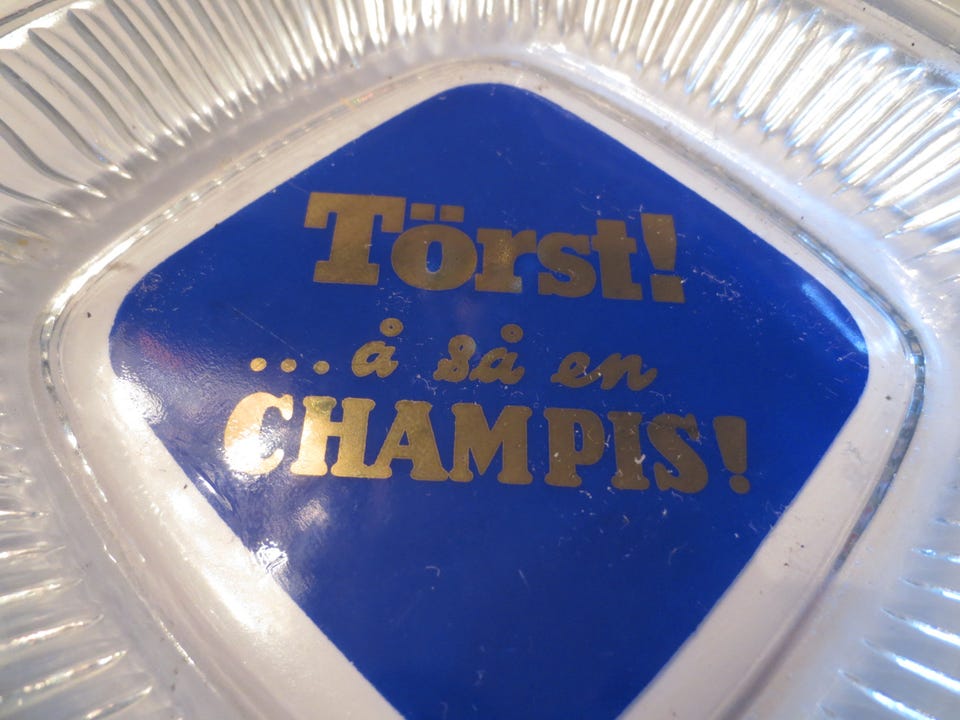 Törst!
...å så en
CHAMPIS!